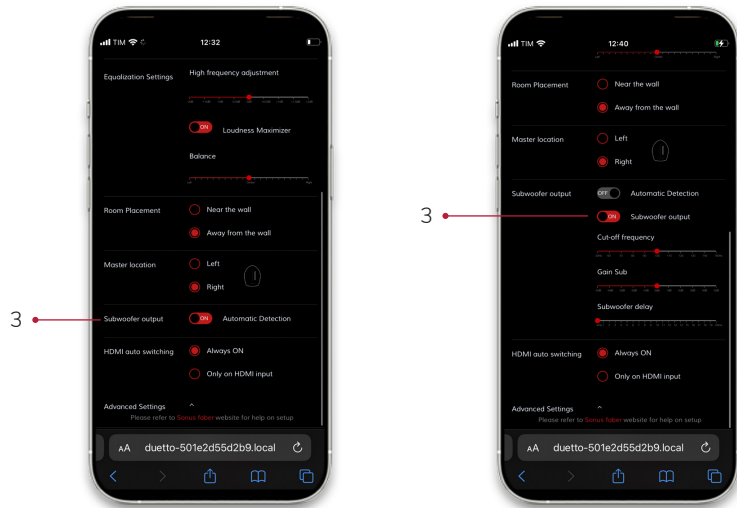 TIM
12:32
Equalization Settings
High frequency adjustment
ON
Loudness Maximizer
Balance
Left
Right
Room Placement
Near the wall
Away from the wall
Master location
Left
Right
3
Subwoofer output
ON
Automatic Detection
HDMI auto switching
Always ON
Only on HDMI input
Advanced Settings
Please refer to Sonus faber website for help on setup
AA
duetto-501e2d55d2b9.local
TIM
12:40
Left
Right
Room Placement
Near the wall
Away from the wall
Master location
Left
Right
Subwoofer output
OFF
Automatic Detection
3
ON
Subwoofer output
Cut-off frequency
Gain Sub
Subwoofer delay
HDMI auto switching
Always ON
Only on HDMI input
Advanced Settings
Please refer to Sonus faber website for help on setup
AA
duetto-501e2d55d2b9.local